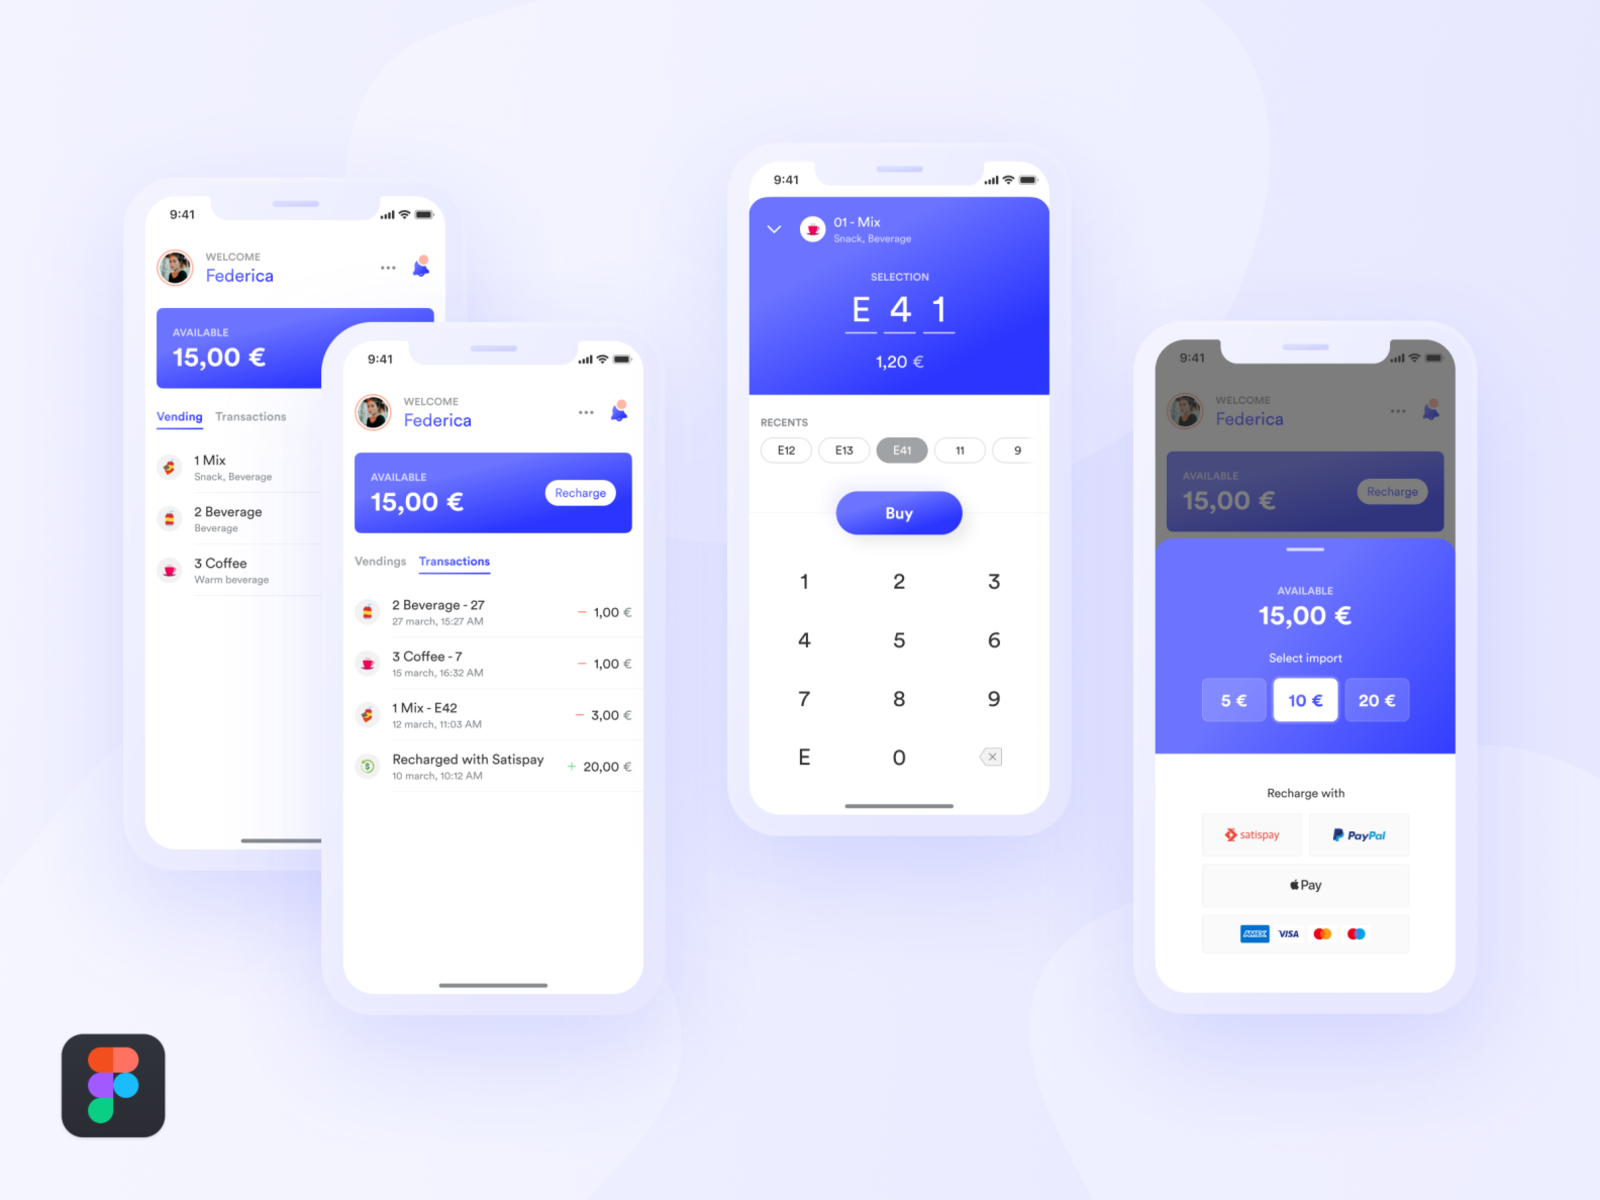 9:41
WELCOME
Federica
AVAILABLE
15,00 €
Vending Transactions
1 Mix
Snack, Beverage
2 Beverage
Beverage
3 Coffee
Warm beverage
9:41
WELCOME
Federica
AVAILABLE
15,00 €
Recharge
Vendings Transactions
2 Beverage - 27
27 march, 15:27 AM
− 1,00 €
3 Coffee - 7
15 march, 16:32 AM
− 1,00 €
1 Mix - E42
12 march, 11:03 AM
− 3,00 €
Recharged with Satispay
10 march, 10:12 AM
+ 20,00 €
9:41
01 - Mix
Snack, Beverage
SELECTION
E 4 1
1,20 €
RECENTS
E12 E13 E41 11 9
Buy
1 2 3
4 5 6
7 8 9
E 0
9:41
WELCOME
Federica
AVAILABLE
15,00 €
Recharge
AVAILABLE
15,00 €
Select import
5 € 10 € 20 €
Recharge with
satispay PayPal
Pay
AMEX VISA